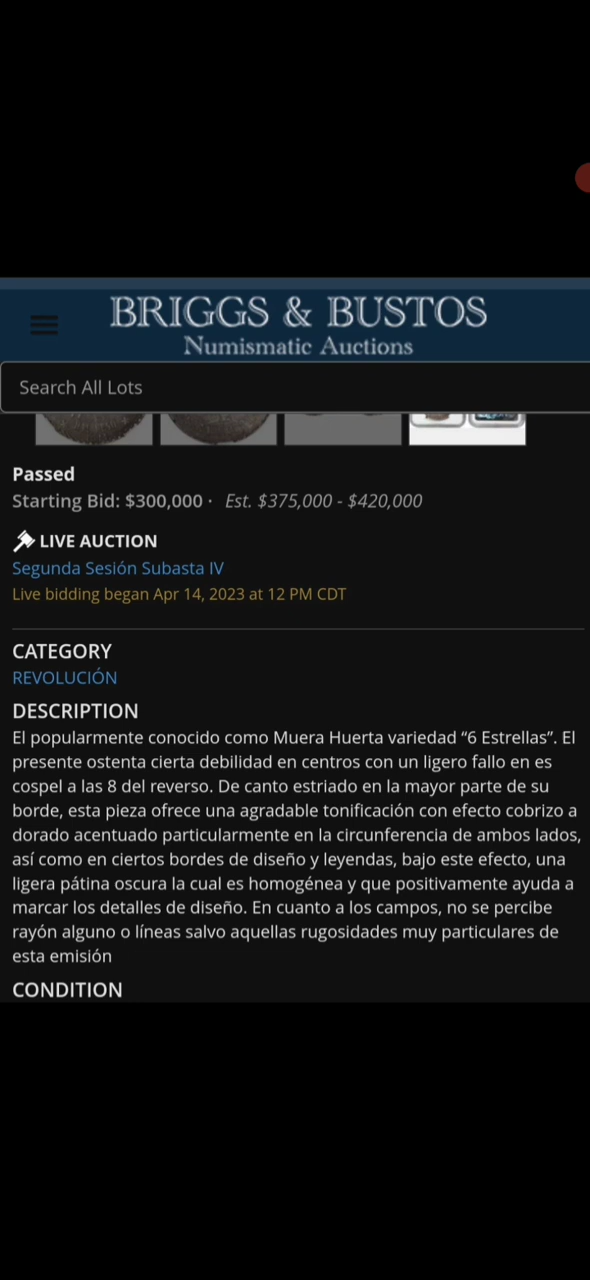 BRIGGS & BUSTOS
Numismatic Auctions
Search All Lots
Passed
Starting Bid: $300,000 · Est. $375,000 - $420,000
LIVE AUCTION
Segunda Sesión Subasta IV
Live bidding began Apr 14, 2023 at 12 PM CDT
CATEGORY
REVOLUCIÓN
DESCRIPTION
El popularmente conocido como Muera Huerta variedad “6 Estrellas”. El
presente ostenta cierta debilidad en centros con un ligero fallo en es
cospel a las 8 del reverso. De canto estriado en la mayor parte de su
borde, esta pieza ofrece una agradable tonificación con efecto cobrizo a
dorado acentuado particularmente en la circunferencia de ambos lados,
así como en ciertos bordes de diseño y leyendas, bajo este efecto, una
ligera pátina oscura la cual es homogénea y que positivamente ayuda a
marcar los detalles de diseño. En cuanto a los campos, no se percibe
rayón alguno o líneas salvo aquellas rugosidades muy particulares de
esta emisión
CONDITION